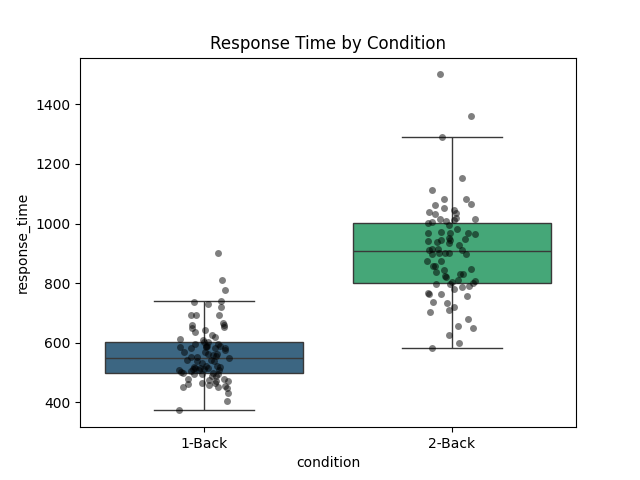 Response Time by Condition
response_time
1400
1200
1000
800
600
400
1-Back
2-Back
condition